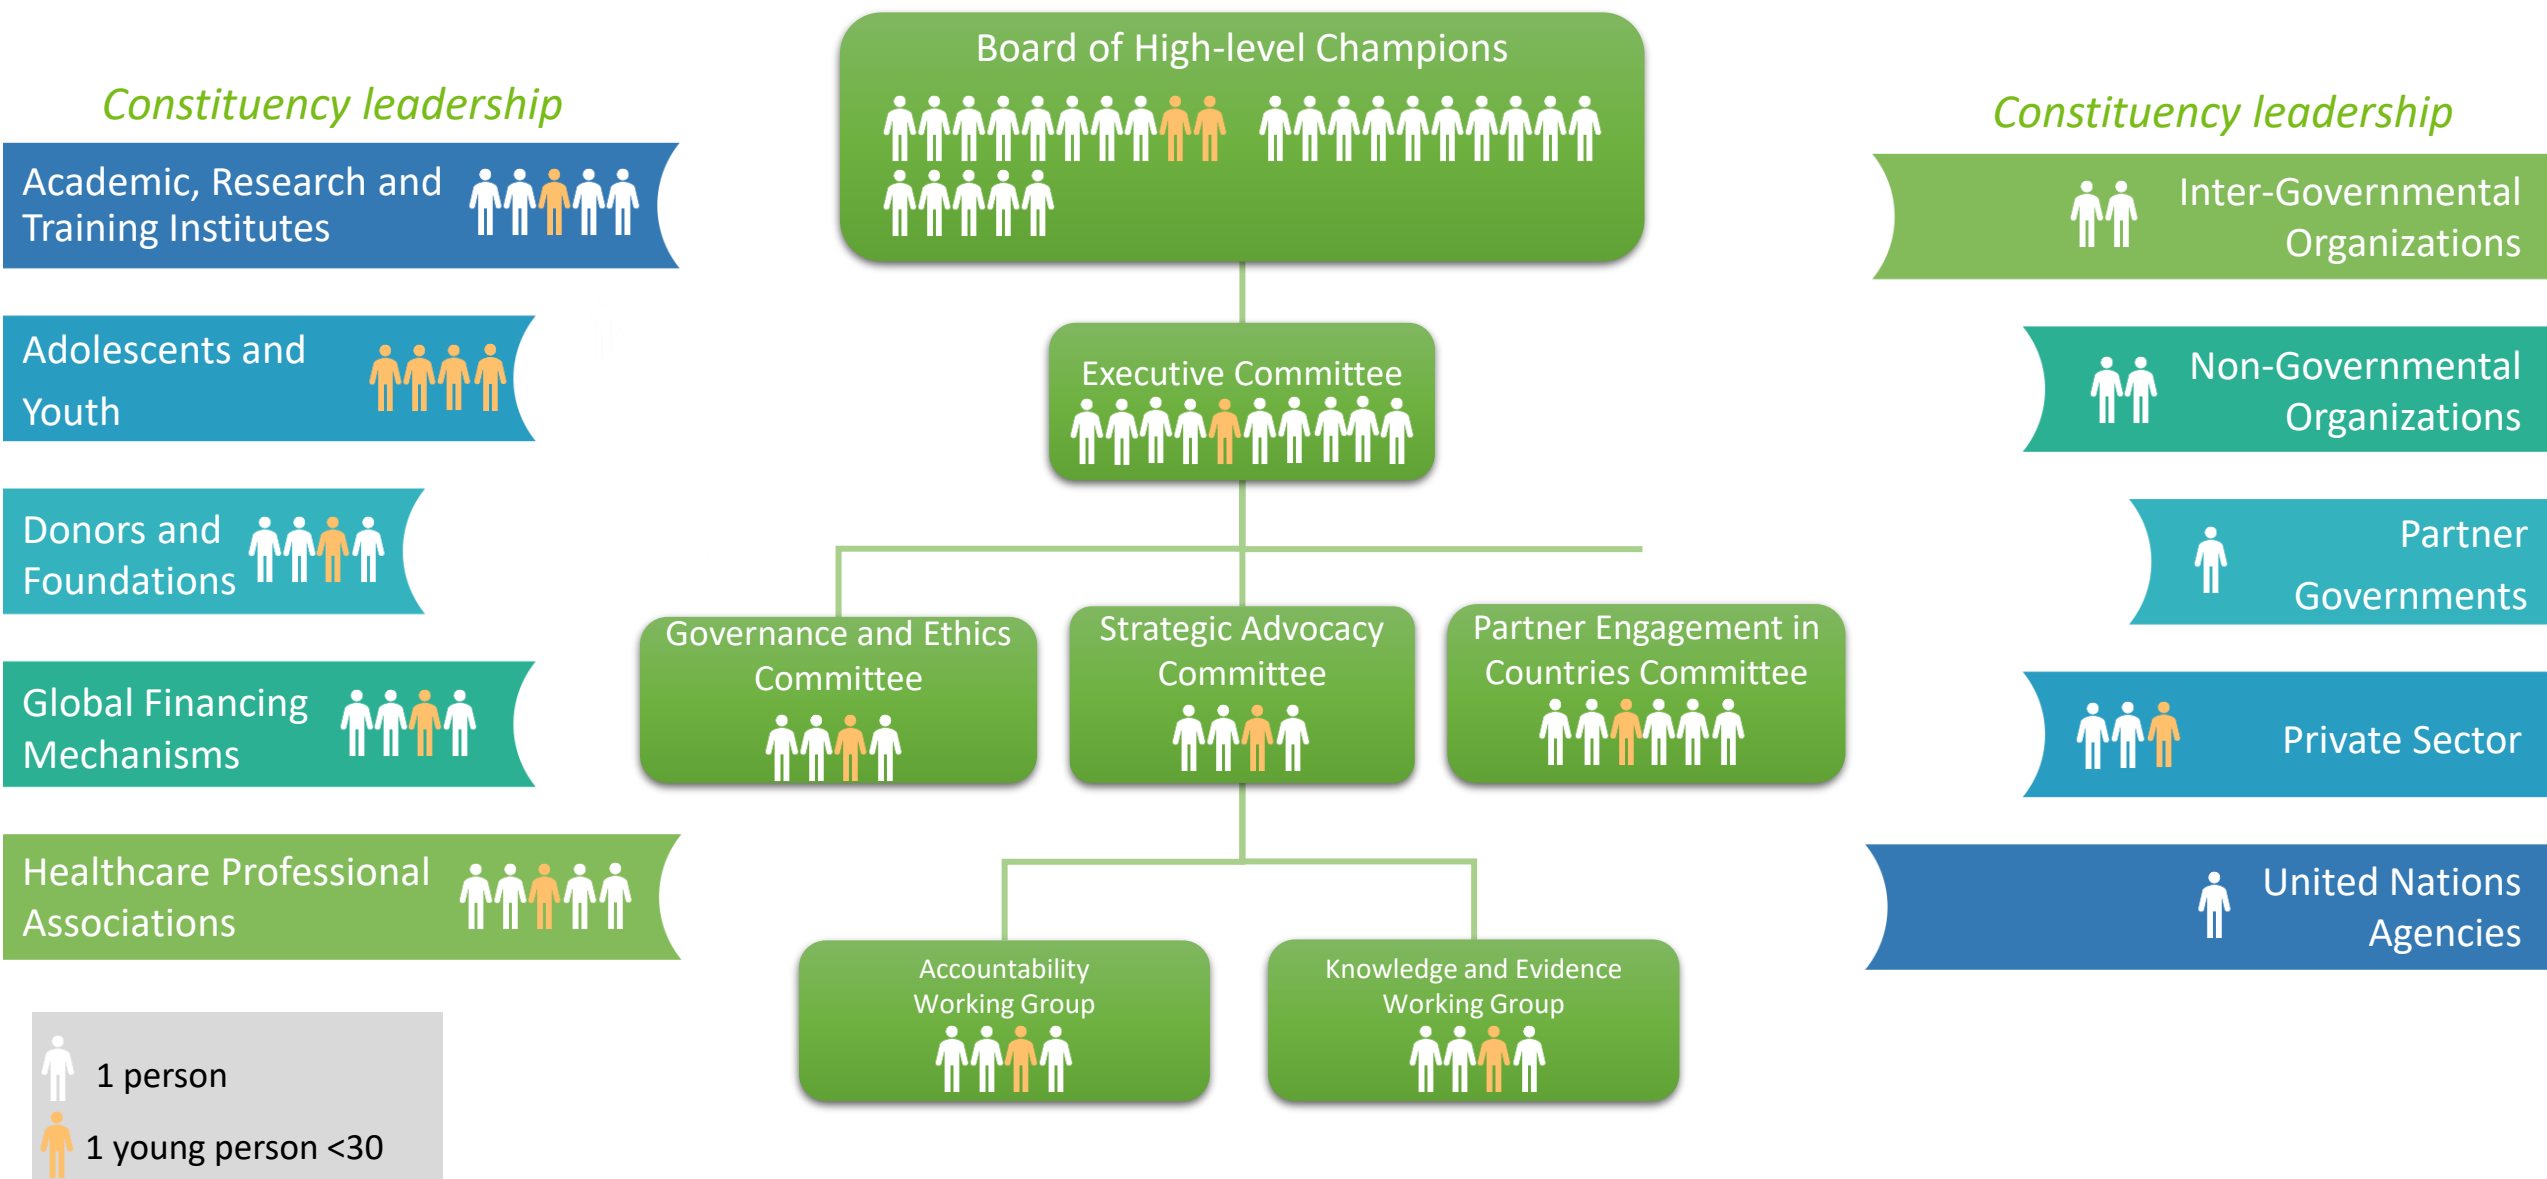 Board of High-level Champions
Constituency leadership
Academic, Research and
Training Institutes
Adolescents and
Youth
Donors and
Foundations
Global Financing
Mechanisms
Healthcare Professional
Associations
Executive Committee
Governance and Ethics
Committee
Strategic Advocacy
Committee
Partner Engagement in
Countries Committee
Accountability
Working Group
Knowledge and Evidence
Working Group
Constituency leadership
Inter-Governmental
Organizations
Non-Governmental
Organizations
Partner
Governments
Private Sector
United Nations
Agencies
1 person
1 young person <30